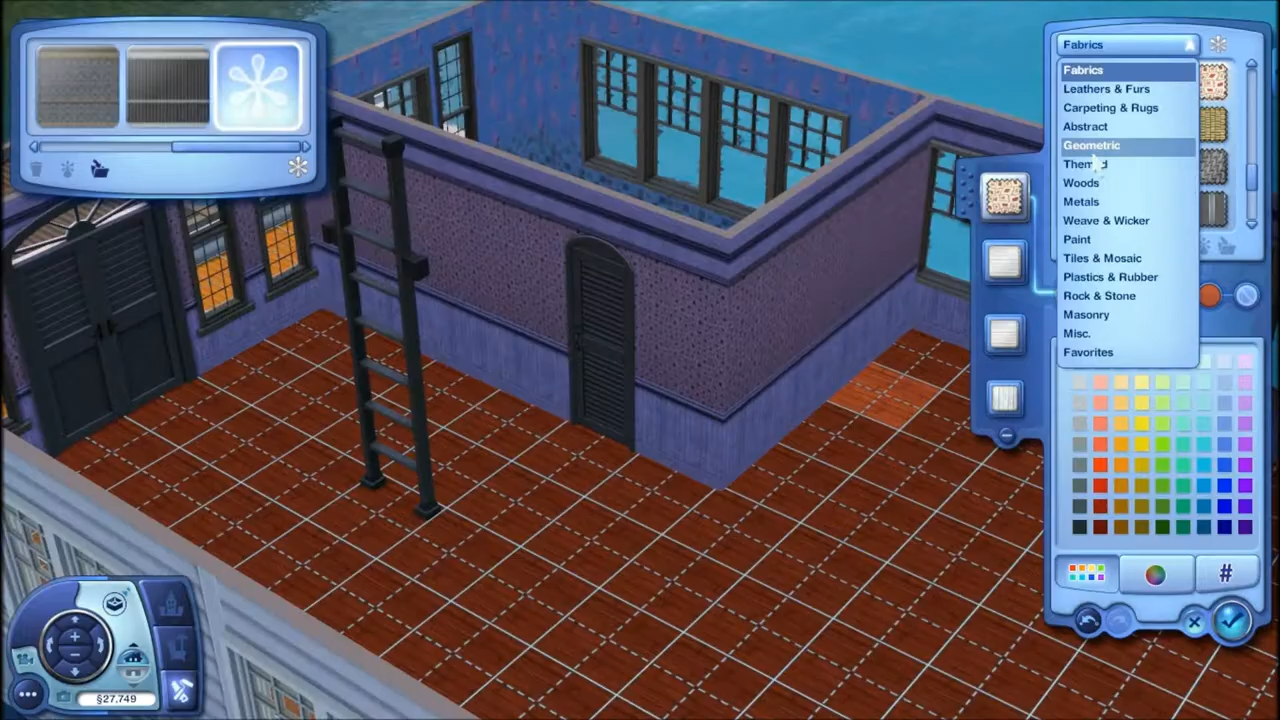 Fabrics
Fabrics
Leathers & Furs
Carpeting & Rugs
Abstract
Geometric
Themed
Woods
Metals
Weave & Wicker
Paint
Tiles & Mosaic
Plastics & Rubber
Rock & Stone
Masonry
Misc.
Favorites
#
§27.749